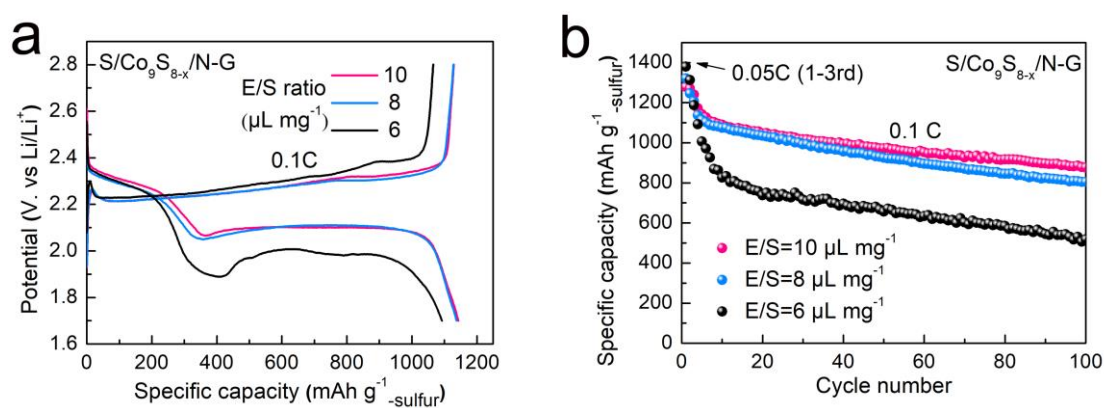 a
S/Co₉S₈₋ₓ/N-G
E/S ratio
(μL mg⁻¹)
10
8
6
0.1C
2.8
2.4
2.2
2.0
1.8
1.6
Potential (V. vs Li/Li⁺)
0 200 400 600 800 1000 1200
Specific capacity (mAh g⁻¹-sulfur)
b
S/Co₉S₈₋ₓ/N-G
0.05C (1-3rd)
0.1 C
E/S=10 μL mg⁻¹
E/S=8 μL mg⁻¹
E/S=6 μL mg⁻¹
1400
1200
1000
800
600
400
200
0
Specific capacity (mAh g⁻¹-sulfur)
0 20 40 60 80 100
Cycle number